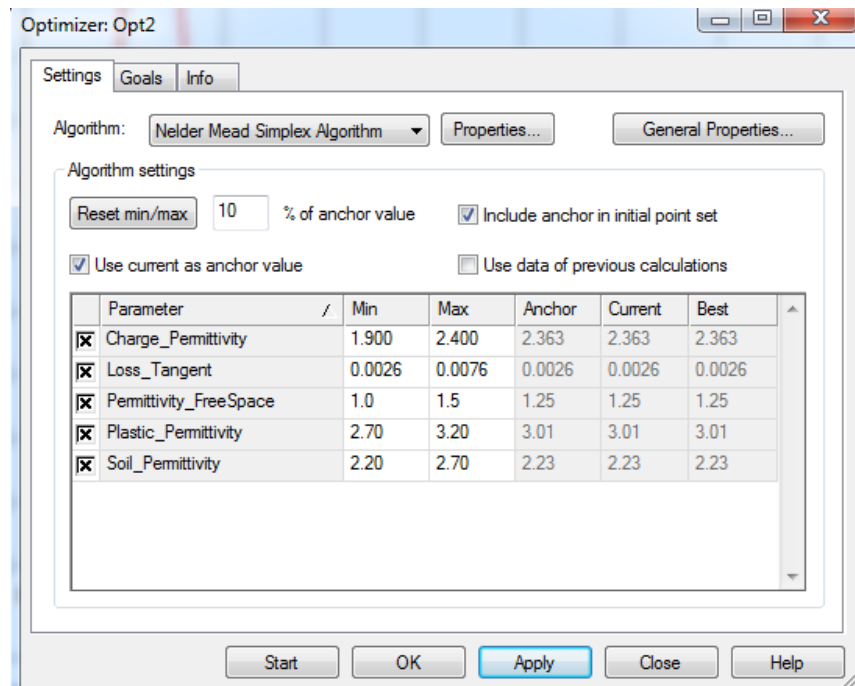 Optimizer: Opt2
Settings Goals Info
Algorithm: Nelder Mead Simplex Algorithm Properties... General Properties...
Algorithm settings
Reset min/max 10 % of anchor value Include anchor in initial point set
Use current as anchor value Use data of previous calculations
Parameter / Min Max Anchor Current Best
Charge_Permittivity 1.900 2.400 2.363 2.363 2.363
Loss_Tangent 0.0026 0.0076 0.0026 0.0026 0.0026
Permittivity_FreeSpace 1.0 1.5 1.25 1.25 1.25
Plastic_Permittivity 2.70 3.20 3.01 3.01 3.01
Soil_Permittivity 2.20 2.70 2.23 2.23 2.23
Start OK Apply Close Help